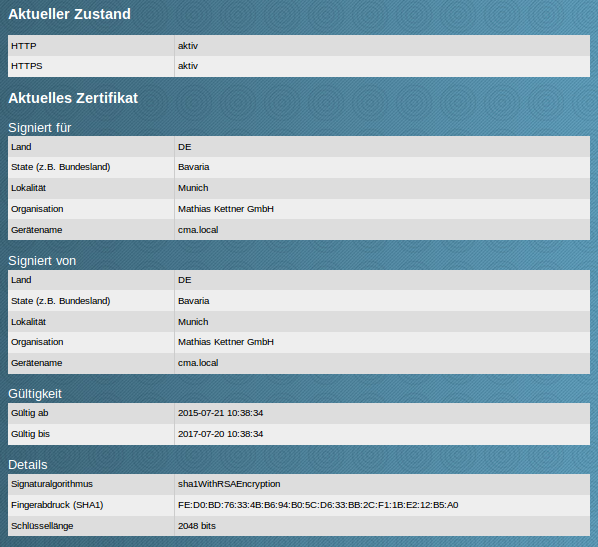 Aktueller Zustand
HTTP aktiv
HTTPS aktiv
Aktuelles Zertifikat
Signiert für
Land DE
State (z.B. Bundesland) Bavaria
Lokalität Munich
Organisation Mathias Kettner GmbH
Gerätename cma.local
Signiert von
Land DE
State (z.B. Bundesland) Bavaria
Lokalität Munich
Organisation Mathias Kettner GmbH
Gerätename cma.local
Gültigkeit
Gültig ab 2015-07-21 10:38:34
Gültig bis 2017-07-20 10:38:34
Details
Signaturalgorithmus sha1WithRSAEncryption
Fingerabdruck (SHA1) FE:D0:BD:76:33:4B:B6:94:B0:5C:D6:33:BB:2C:F1:1B:E2:12:B5:A0
Schlüssellänge 2048 bits